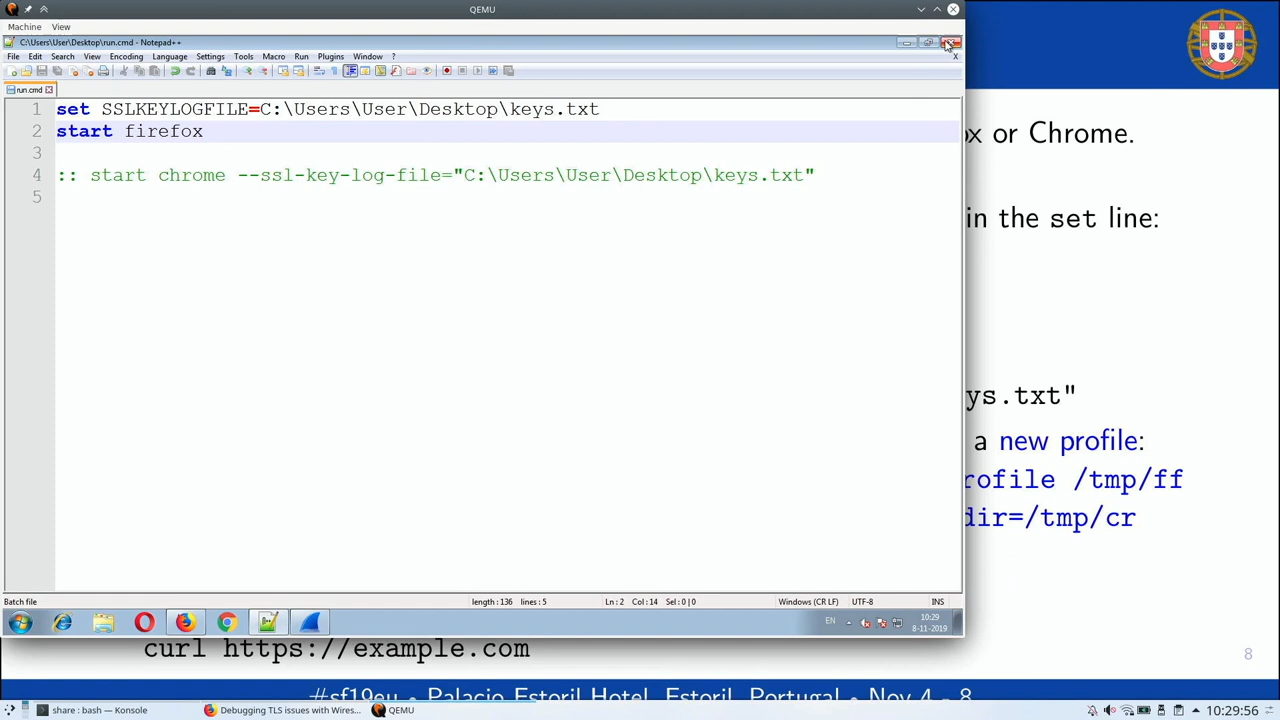 QEMU
Machine View
C:\Users\User\Desktop\run.cmd - Notepad++
File Edit Search View Encoding Language Settings Tools Macro Run Plugins Window ?
X
run.cmd
1 set SSLKEYLOGFILE=C:\Users\User\Desktop\keys.txt
2 start firefox
3
4 :: start chrome --ssl-key-log-file="C:\Users\User\Desktop\keys.txt"
5
ox or Chrome.
in the set line:
ys.txt"
a new profile:
rofile /tmp/ff
dir=/tmp/cr
Batch file length : 136 lines : 5 Ln : 2 Col : 14 Sel : 0 | 0 Windows (CR LF) UTF-8 INS
EN 10:29
8-11-2019
curl https://example.com
8
#sf19eu • Palacio Estoril Hotel, Estoril, Portugal • Nov 4 - 8
share : bash — Konsole Debugging TLS issues with Wires... QEMU 10:29:56